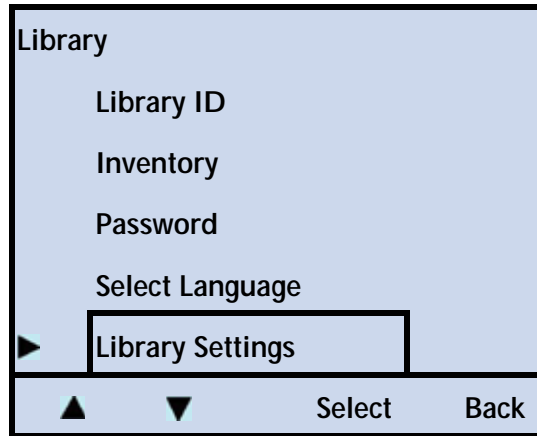 Library
Library ID
Inventory
Password
Select Language
Library Settings
Select Back